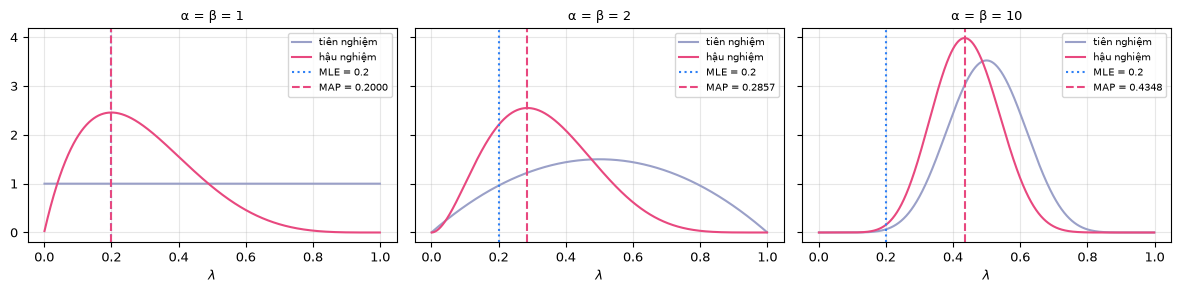 α = β = 1
4
3
2
1
0
0.0 0.2 0.4 0.6 0.8 1.0
λ
tiên nghiệm
hậu nghiệm
MLE = 0.2
MAP = 0.2000
α = β = 2
0.0 0.2 0.4 0.6 0.8 1.0
λ
tiên nghiệm
hậu nghiệm
MLE = 0.2
MAP = 0.2857
α = β = 10
0.0 0.2 0.4 0.6 0.8 1.0
λ
tiên nghiệm
hậu nghiệm
MLE = 0.2
MAP = 0.4348